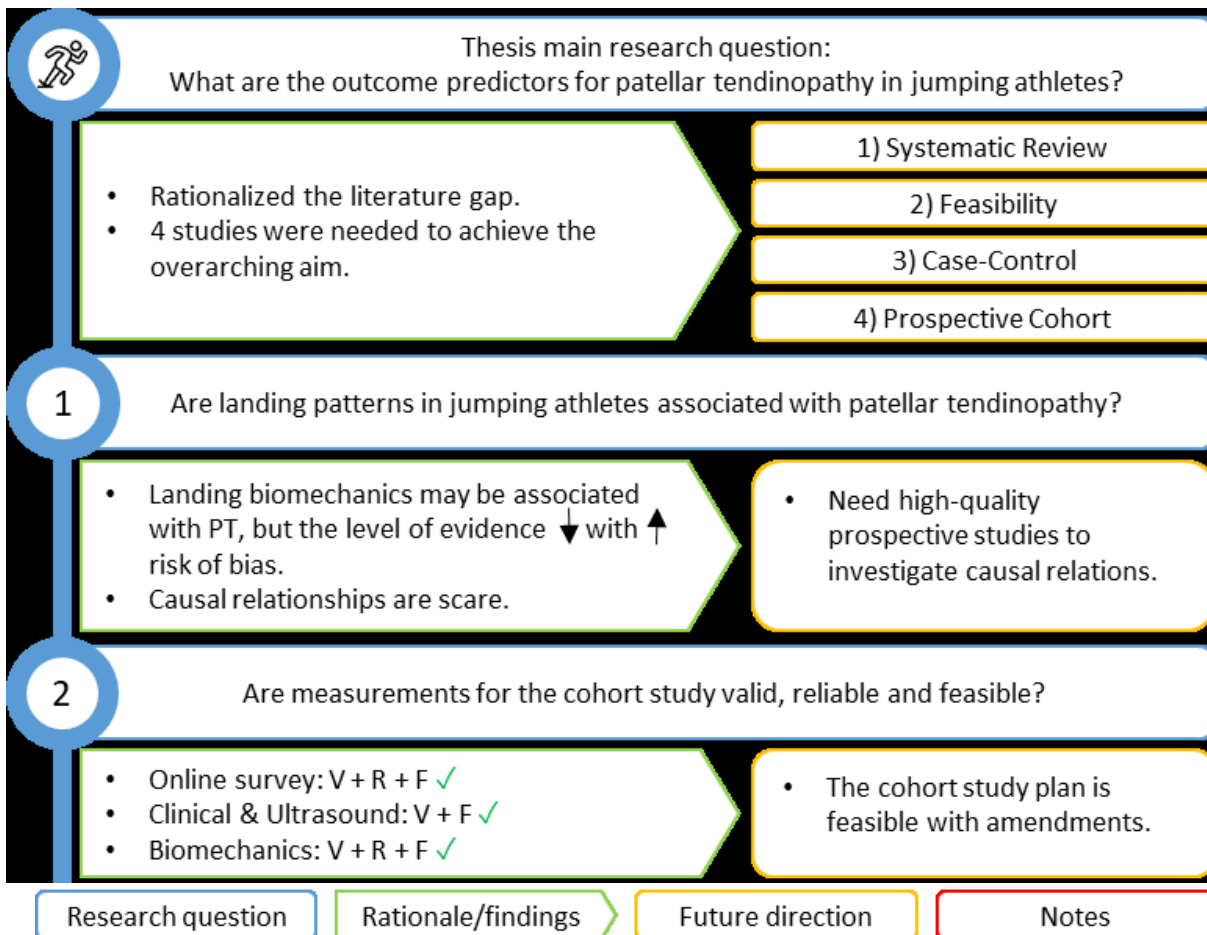 Thesis main research question:
What are the outcome predictors for patellar tendinopathy in jumping athletes?
• Rationalized the literature gap.
• 4 studies were needed to achieve the
overarching aim.
1) Systematic Review
2) Feasibility
3) Case-Control
4) Prospective Cohort
1
Are landing patterns in jumping athletes associated with patellar tendinopathy?
• Landing biomechanics may be associated
with PT, but the level of evidence ↓ with ↑
risk of bias.
• Causal relationships are scare.
• Need high-quality
prospective studies to
investigate causal relations.
2
Are measurements for the cohort study valid, reliable and feasible?
• Online survey: V + R + F ✓
• Clinical & Ultrasound: V + F ✓
• Biomechanics: V + R + F ✓
• The cohort study plan is
feasible with amendments.
Research question
Rationale/findings
Future direction
Notes